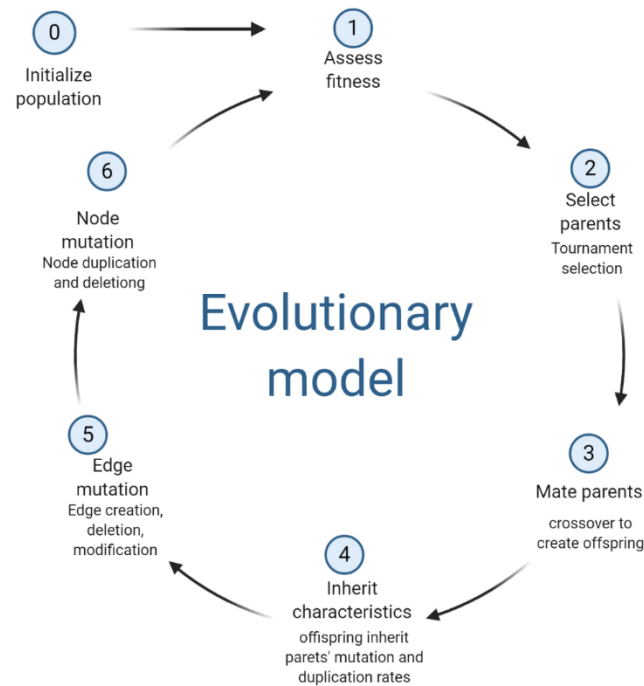 0
Initialize
population
1
Assess
fitness
2
Select
parents
Tournament
selection
3
Mate parents
crossover to
create offspring
4
Inherit
characteristics
offispring inherit
parets' mutation and
duplication rates
5
Edge
mutation
Edge creation,
deletion,
modification
6
Node
mutation
Node duplication
and deletiong
Evolutionary
model